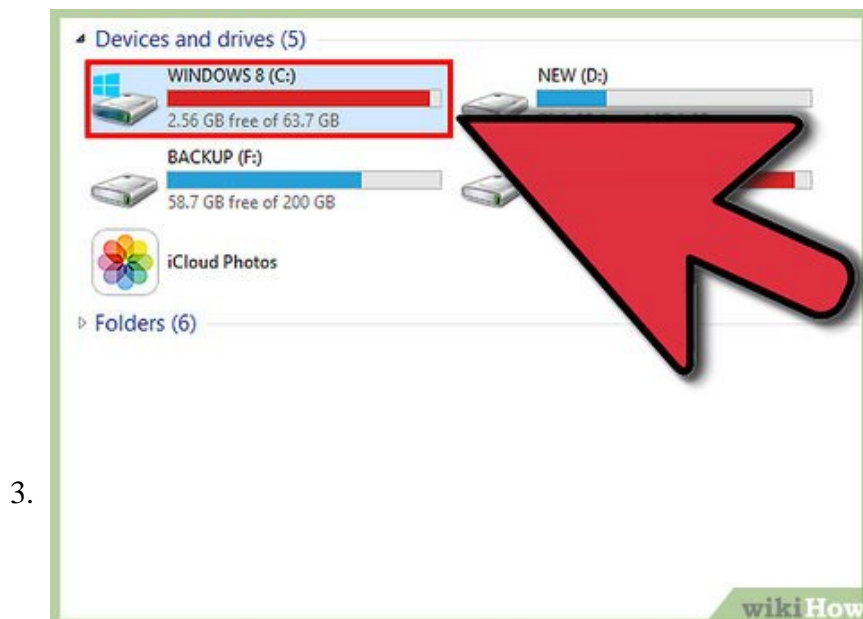 Devices and drives (5)
WINDOWS 8 (C:)
2.56 GB free of 63.7 GB
NEW (D:)
BACKUP (F:)
58.7 GB free of 200 GB
iCloud Photos
Folders (6)
3.
wikiHow